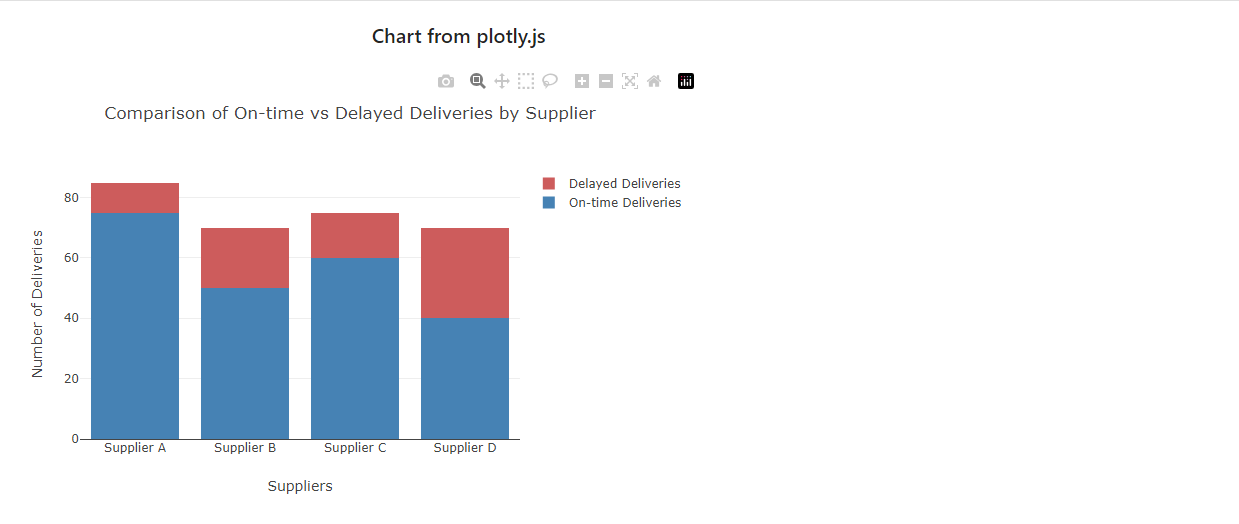 Chart from plotly.js
Comparison of On-time vs Delayed Deliveries by Supplier
Delayed Deliveries
On-time Deliveries
Number of Deliveries
80
60
40
20
0
Supplier A
Supplier B
Supplier C
Supplier D
Suppliers